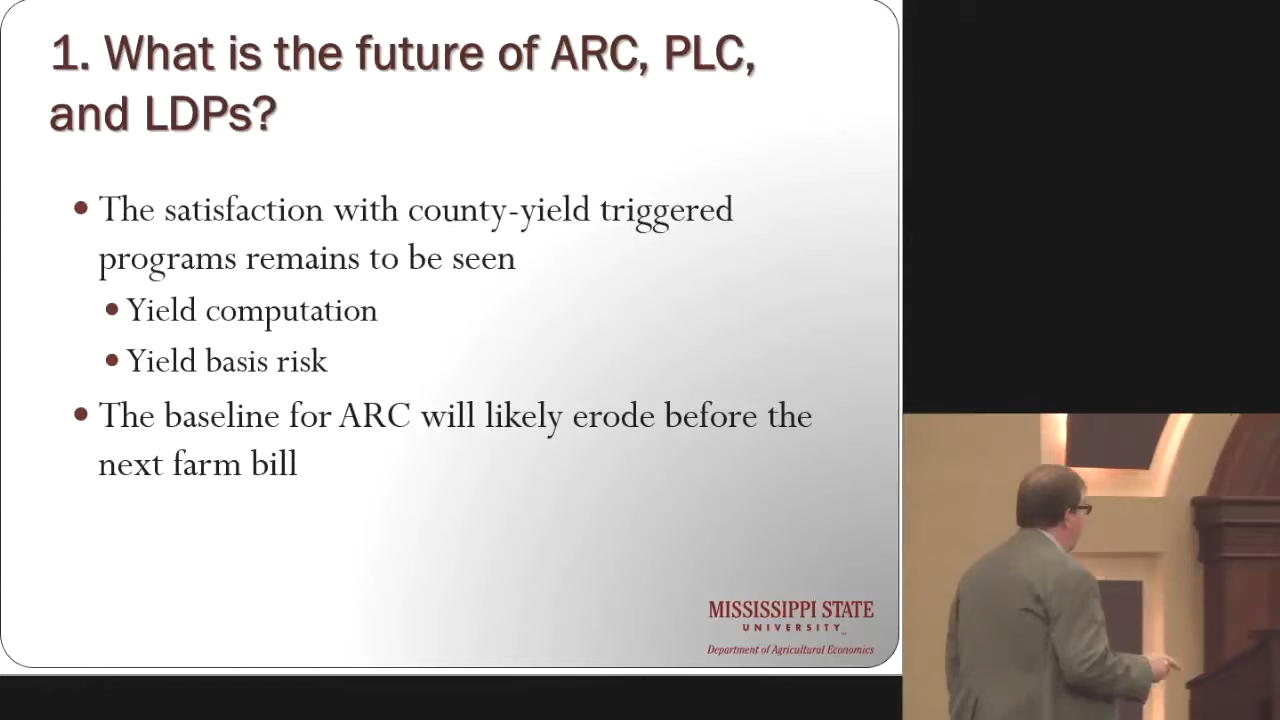 1. What is the future of ARC, PLC,
and LDPs?
• The satisfaction with county-yield triggered
programs remains to be seen
• Yield computation
• Yield basis risk
• The baseline for ARC will likely erode before the
next farm bill
MISSISSIPPI STATE
UNIVERSITY™
Department of Agricultural Economics